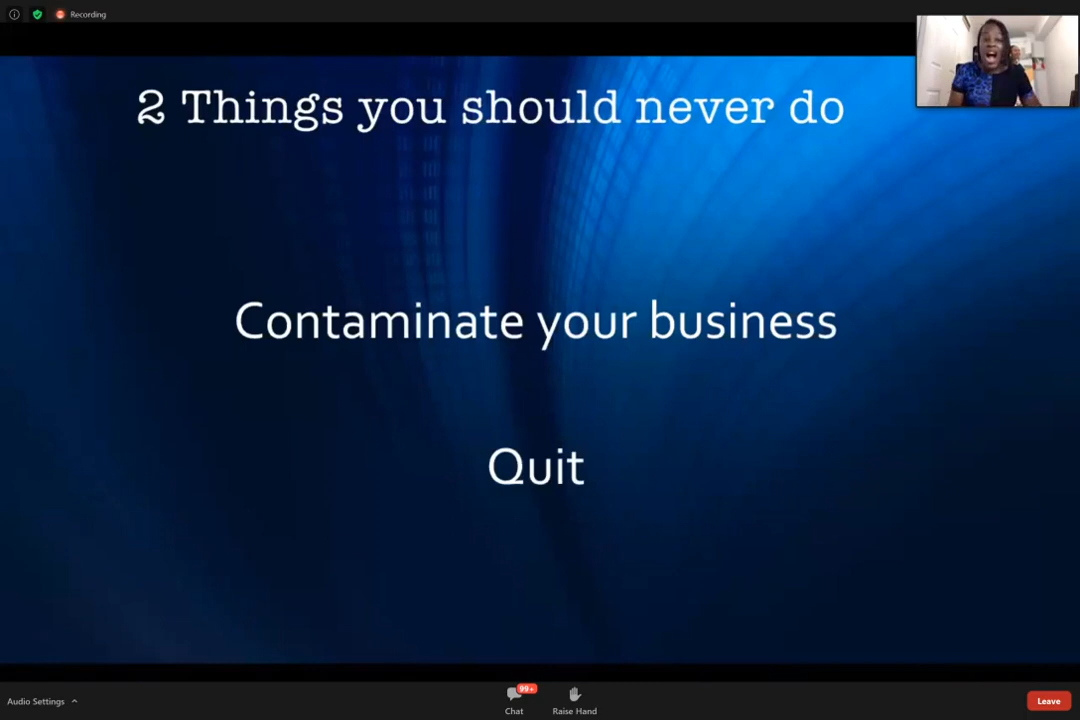 Recording
2 Things you should never do
Contaminate your business
Quit
Audio Settings
99+
Chat
Raise Hand
Leave